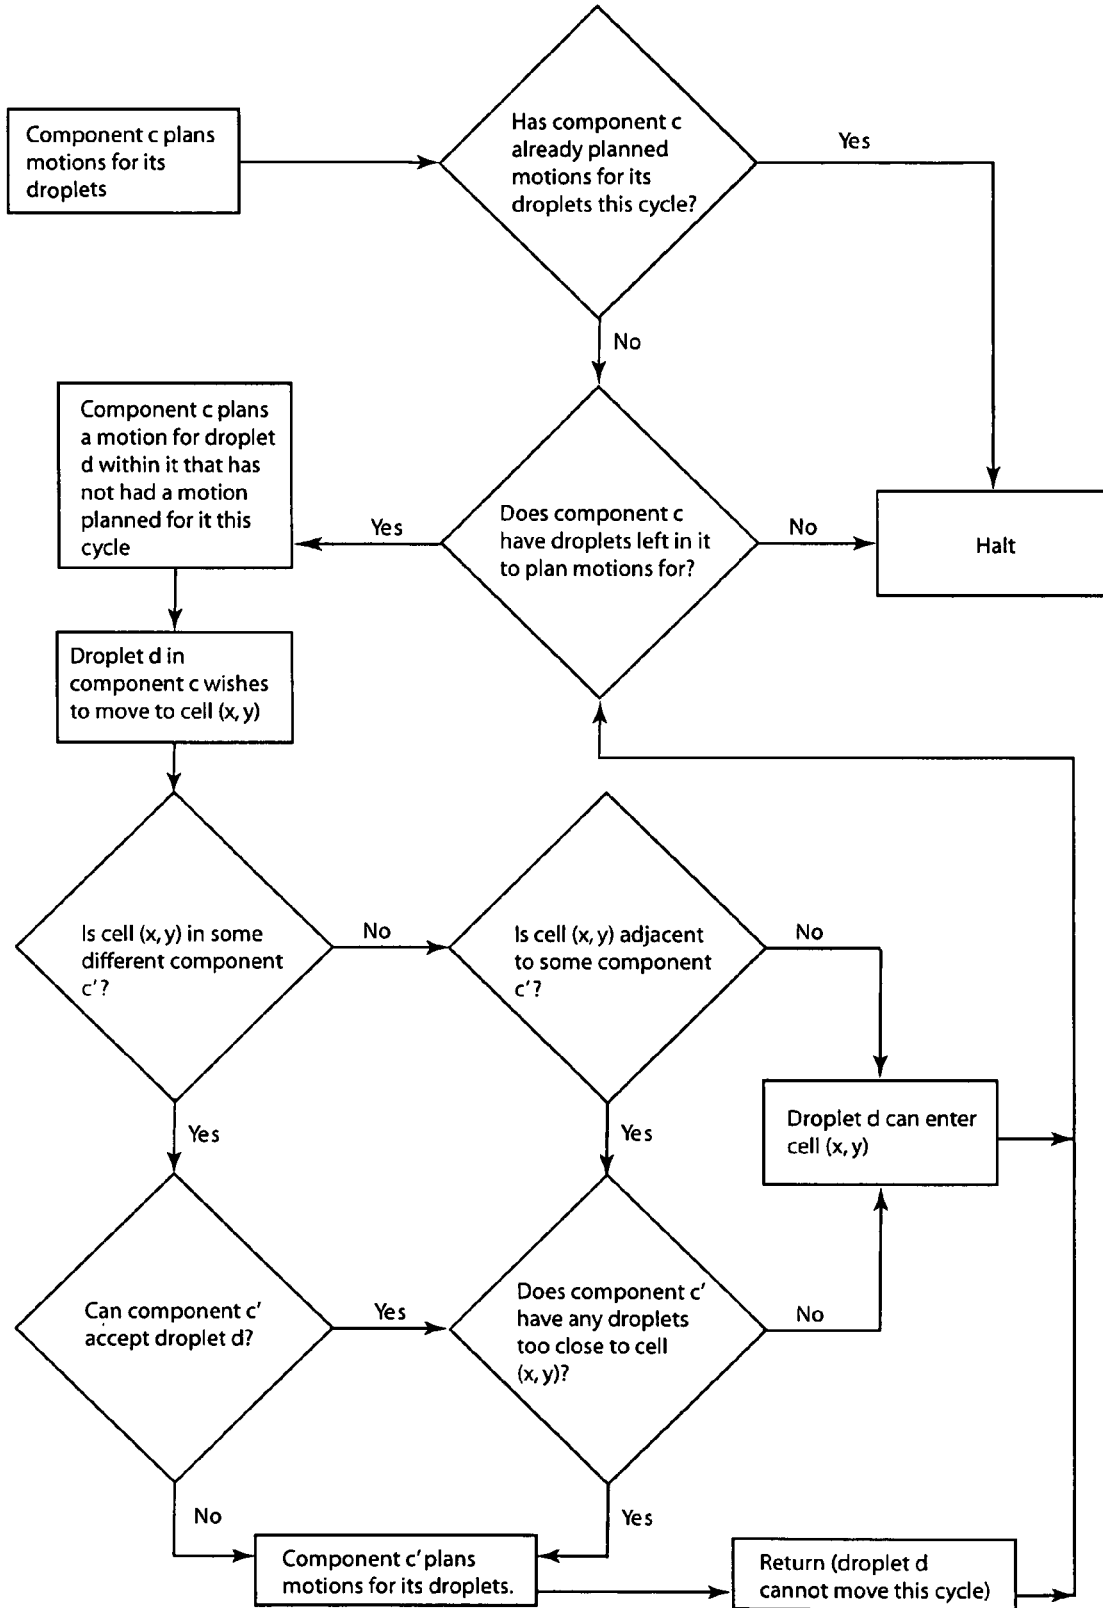 Component c plans
motions for its
droplets
Has component c
already planned
motions for its
droplets this cycle?
Yes
No
Component c plans
a motion for droplet
d within it that has
not had a motion
planned for it this
cycle
Yes
Does component c
have droplets left in it
to plan motions for?
No
Halt
Droplet d in
component c wishes
to move to cell (x, y)
Is cell (x, y) in some
different component
c'?
No
Is cell (x, y) adjacent
to some component
c'?
No
Yes
Yes
Droplet d can enter
cell (x, y)
Can component c'
accept droplet d?
Yes
Does component c'
have any droplets
too close to cell
(x, y)?
No
No
Yes
Component c' plans
motions for its droplets.
Return (droplet d
cannot move this cycle)